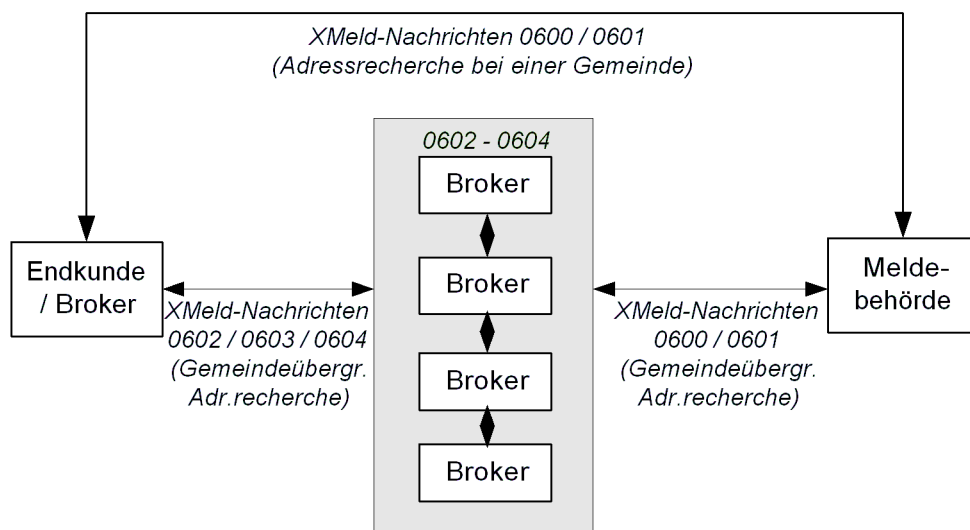 XMeld-Nachrichten 0600 / 0601
(Adressrecherche bei einer Gemeinde)
0602 - 0604
Broker
Broker
Broker
Broker
Endkunde
/ Broker
XMeld-Nachrichten
0602 / 0603 / 0604
(Gemeindeübergr.
Adr.recherche)
XMeld-Nachrichten
0600 / 0601
(Gemeindeübergr.
Adr.recherche)
Melde-
behörde